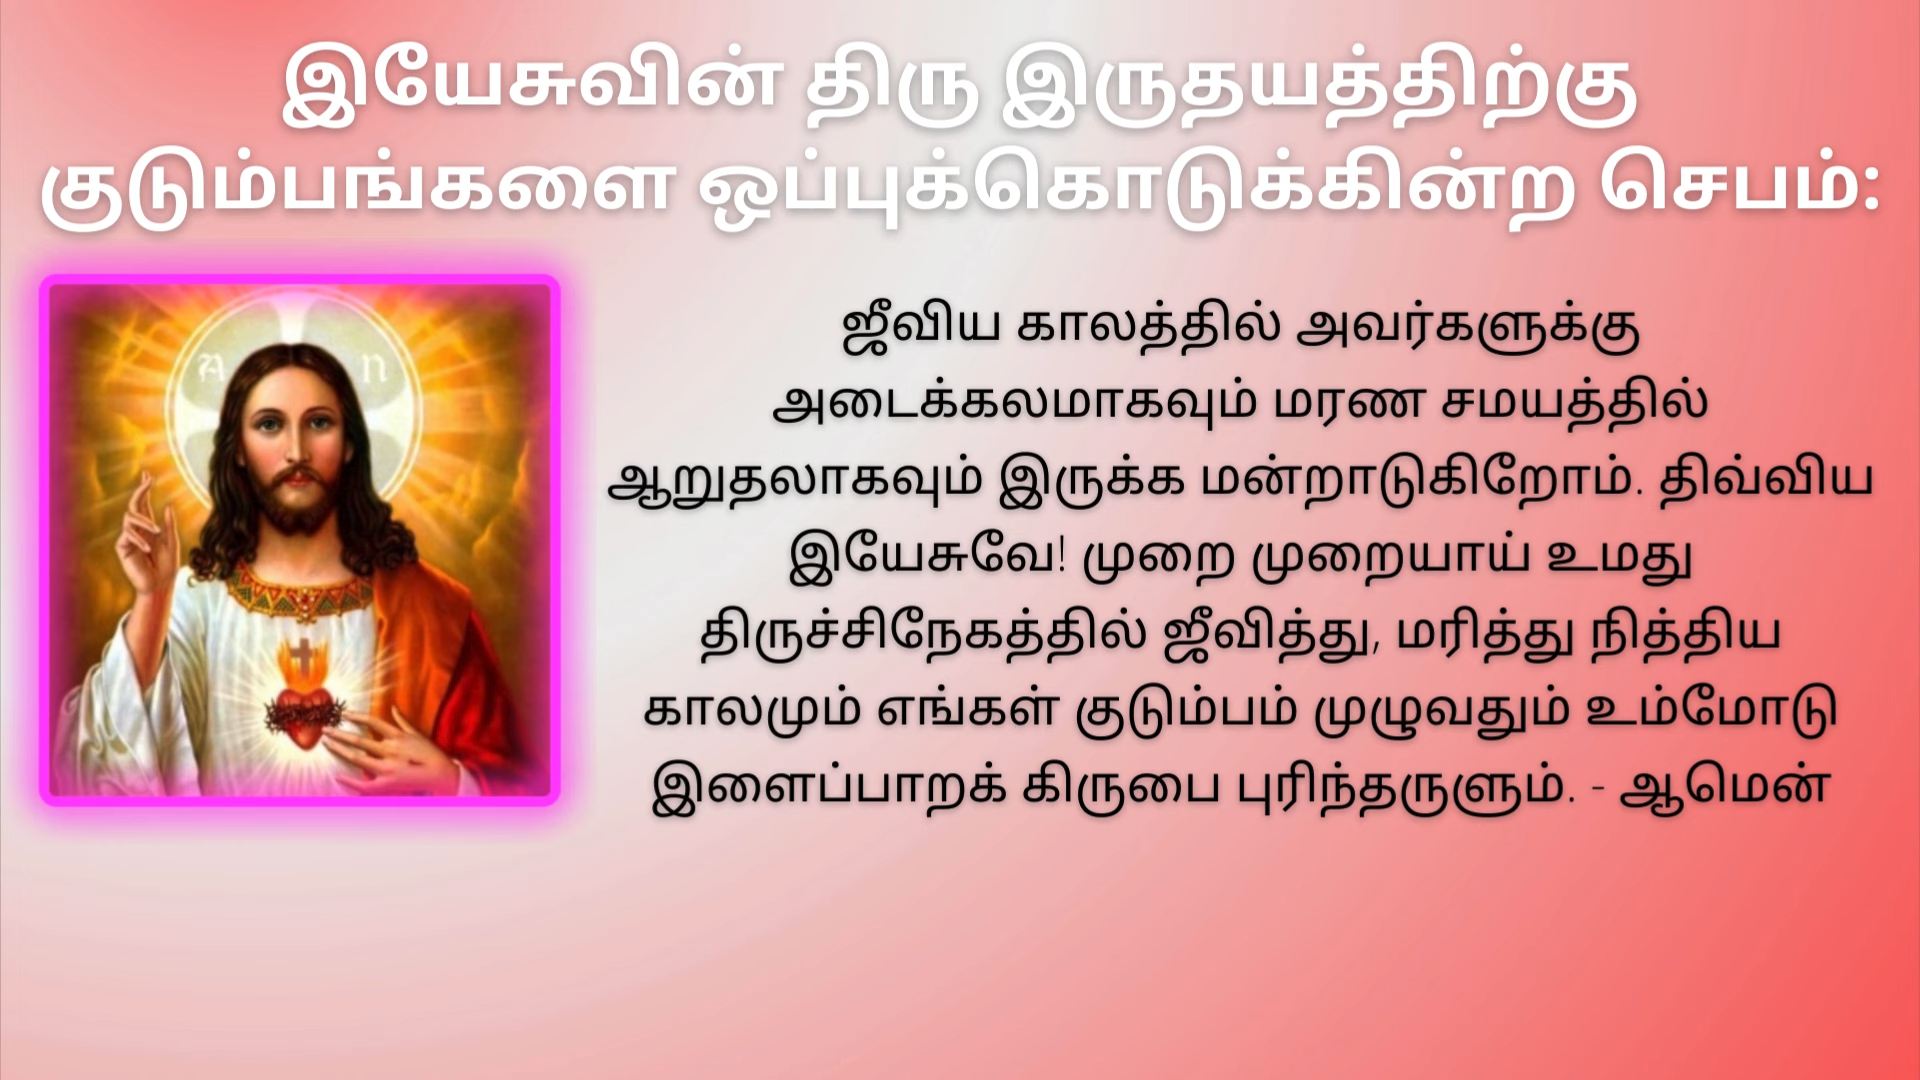 இயேசுவின் திரு இருதயத்திற்கு
குடும்பங்களை ஒப்புக்கொடுக்கின்ற செபம்:
A Ω
ஜீவிய காலத்தில் அவர்களுக்கு
அடைக்கலமாகவும் மரண சமயத்தில்
ஆறுதலாகவும் இருக்க மன்றாடுகிறோம். திவ்விய
இயேசுவே! முறை முறையாய் உமது
திருச்சிநேகத்தில் ஜீவித்து, மரித்து நித்திய
காலமும் எங்கள் குடும்பம் முழுவதும் உம்மோடு
இளைப்பாறக் கிருபை புரிந்தருளும். - ஆமென்